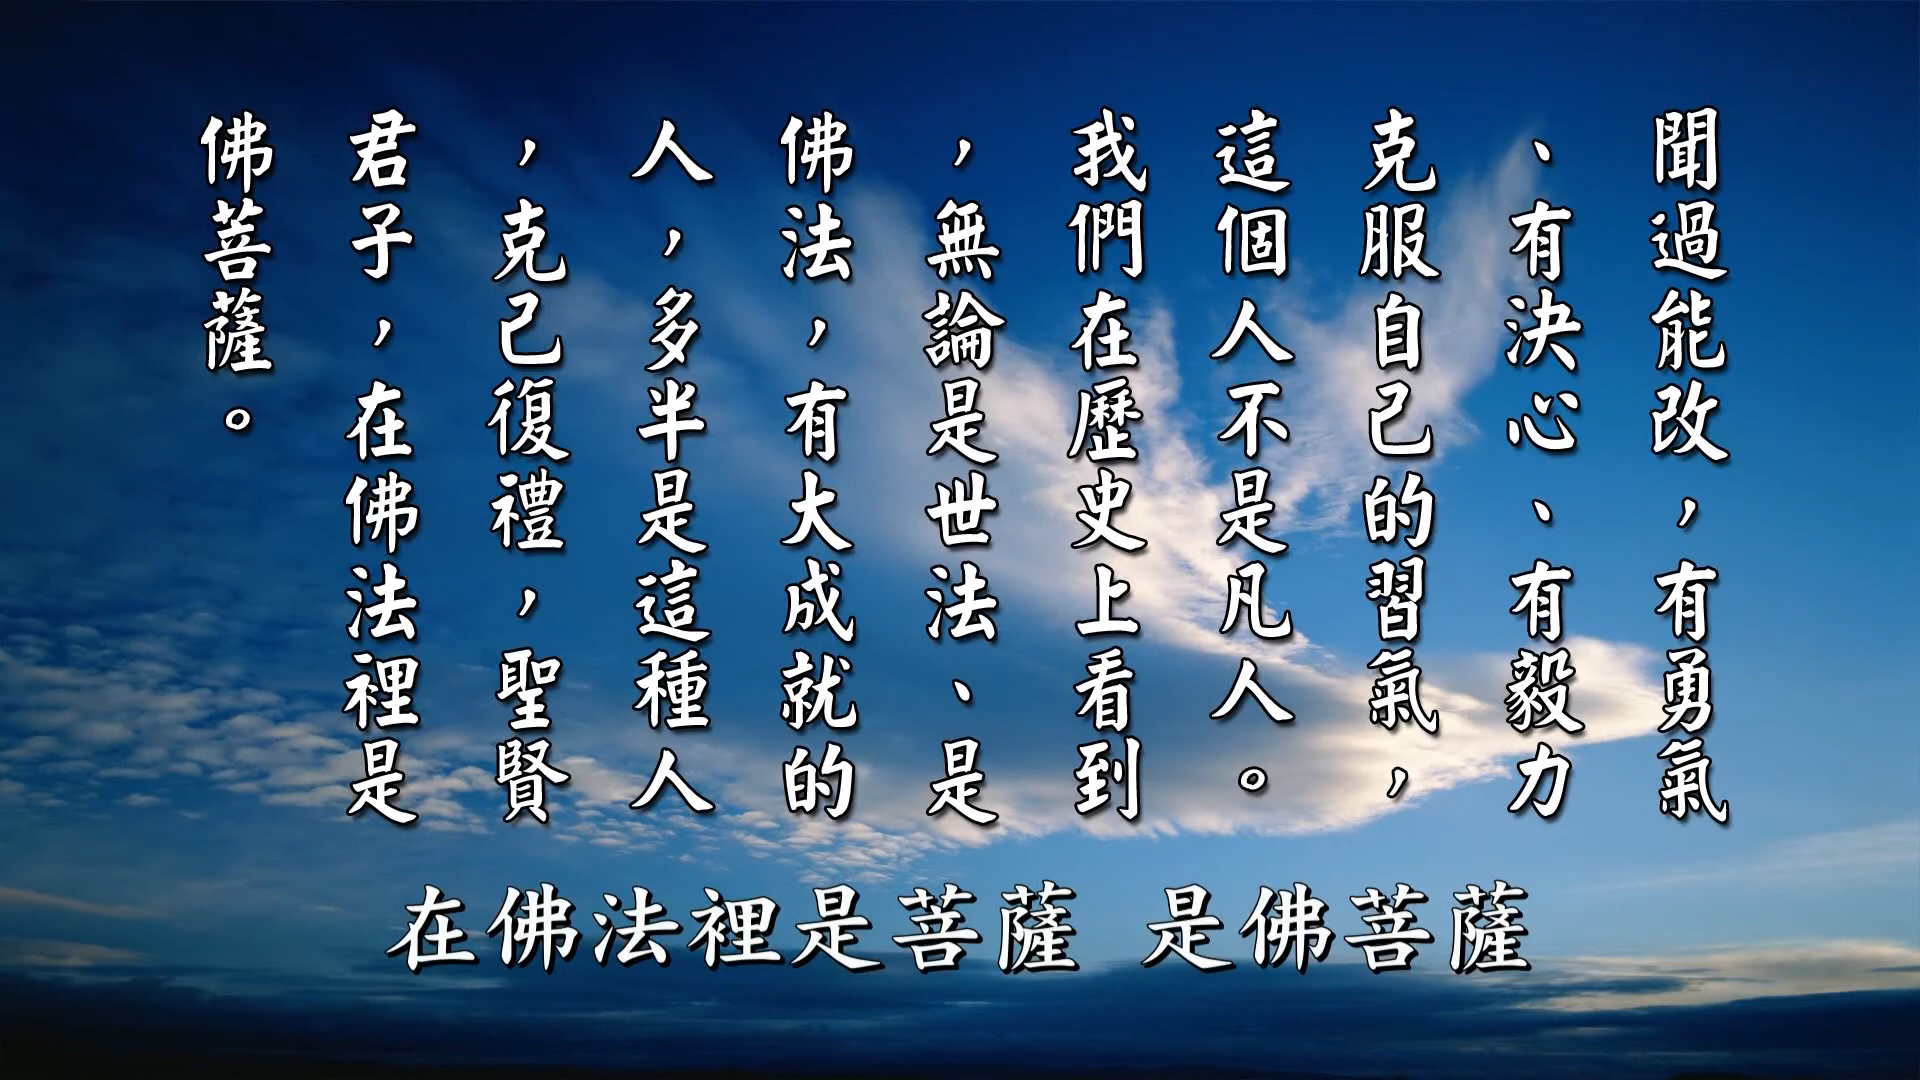 聞過能改，有勇氣
、有決心、有毅力
克服自己的習氣，
這個人不是凡人。
我們在歷史上看到
，無論是世法、是
佛法，有大成就的
人，多半是這種人
，克己復禮，聖賢
君子，在佛法裡是
佛菩薩。
在佛法裡是菩薩 是佛菩薩